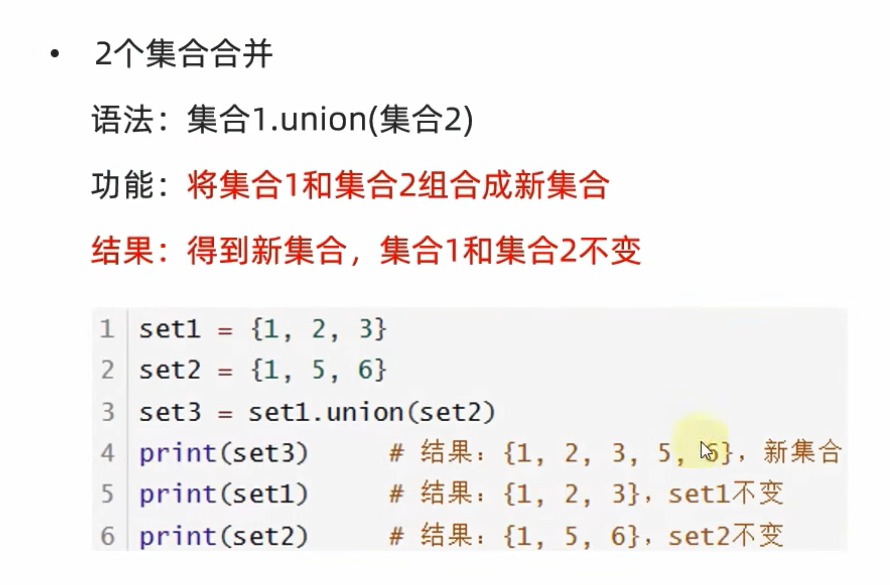 • 2个集合合并
语法：集合1.union(集合2)
功能：将集合1和集合2组合成新集合
结果：得到新集合，集合1和集合2不变
1 set1 = {1, 2, 3}
2 set2 = {1, 5, 6}
3 set3 = set1.union(set2)
4 print(set3) # 结果：{1, 2, 3, 5, 6}，新集合
5 print(set1) # 结果：{1, 2, 3}，set1不变
6 print(set2) # 结果：{1, 5, 6}，set2不变